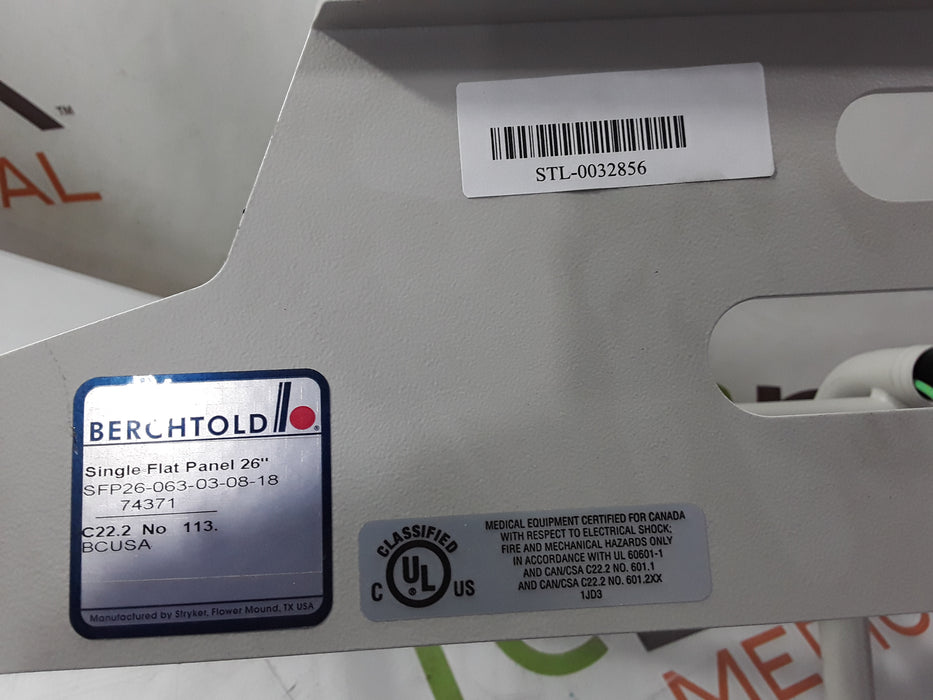 TM
AL
STL-0032856
BERCHTOLD
®
Single Flat Panel 26"
SFP26-063-03-08-18
74371
C22.2 No 113.
BCUSA
Manufactured by Stryker, Flower Mound, TX USA
CLASSIFIED
C UL US
®
MEDICAL EQUIPMENT CERTIFIED FOR CANADA
WITH RESPECT TO ELECTRICAL SHOCK;
FIRE AND MECHANICAL HAZARDS ONLY
IN ACCORDANCE WITH UL 60601-1
AND CAN/CSA C22.2 NO. 601.1
AND CAN/CSA C22.2 NO. 601.2XX
1JD3
MEDIC